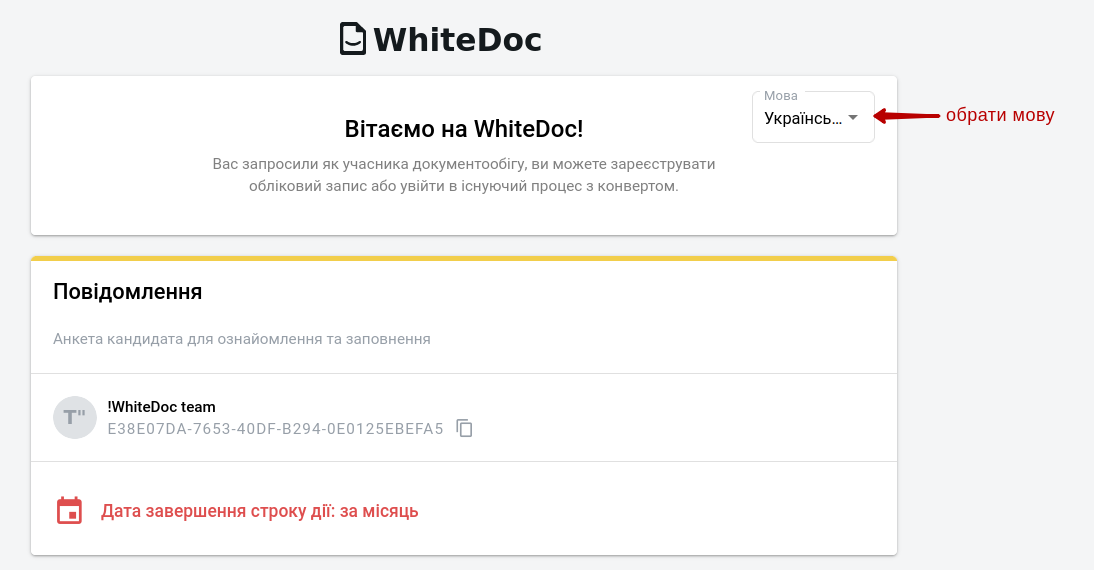 WhiteDoc
Мова
Українсь...
обрати мову
Вітаємо на WhiteDoc!
Вас запросили як учасника документообігу, ви можете зареєструвати
обліковий запис або увійти в існуючий процес з конвертом.
Повідомлення
Анкета кандидата для ознайомлення та заповнення
T"
!WhiteDoc team
E38E07DA-7653-40DF-B294-0E0125EBEFA5
Дата завершення строку дії: за місяць